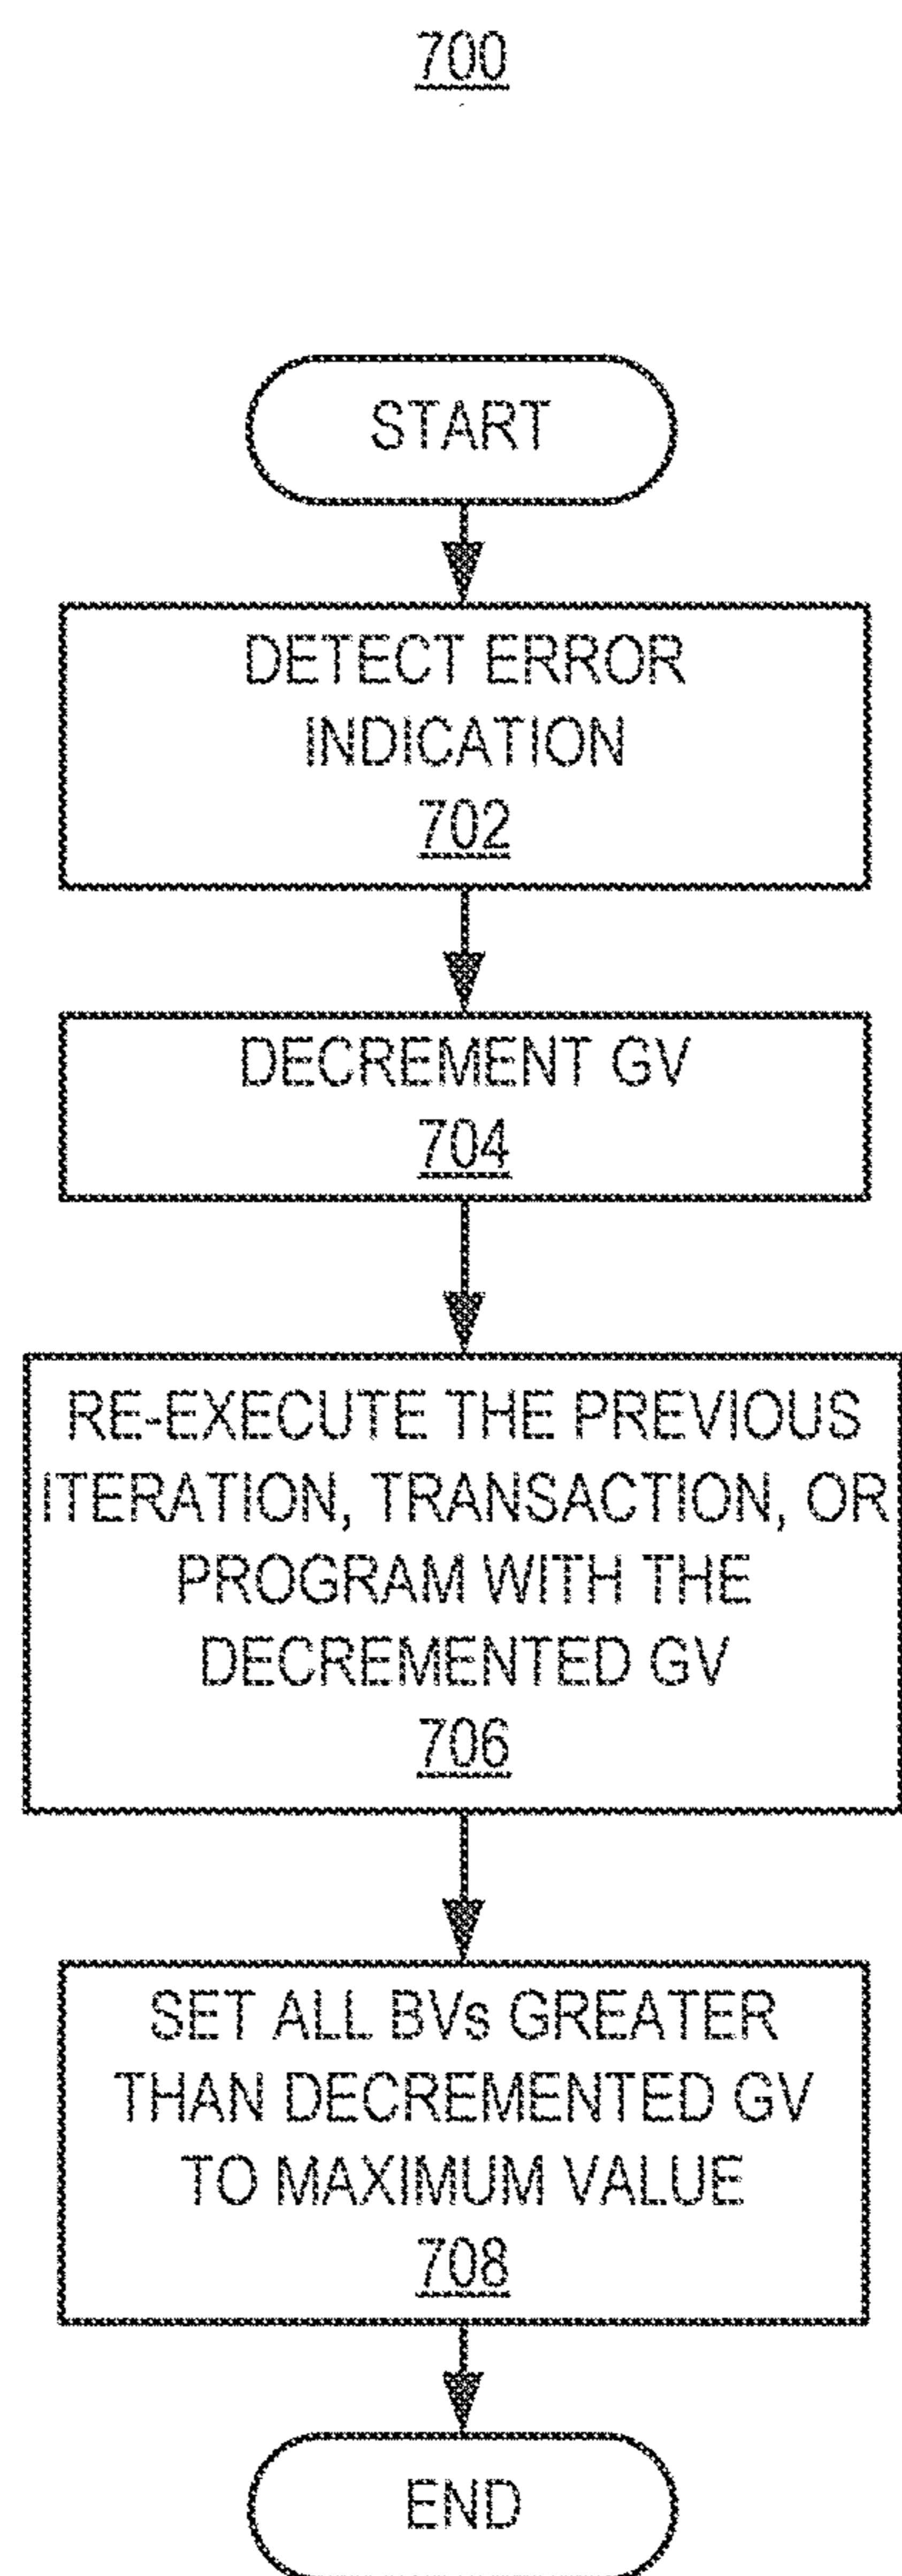 700
START
DETECT ERROR
INDICATION
702
DECREMENT GV
704
RE-EXECUTE THE PREVIOUS
ITERATION, TRANSACTION, OR
PROGRAM WITH THE
DECREMENTED GV
706
SET ALL BVs GREATER
THAN DECREMENTED GV
TO MAXIMUM VALUE
708
END